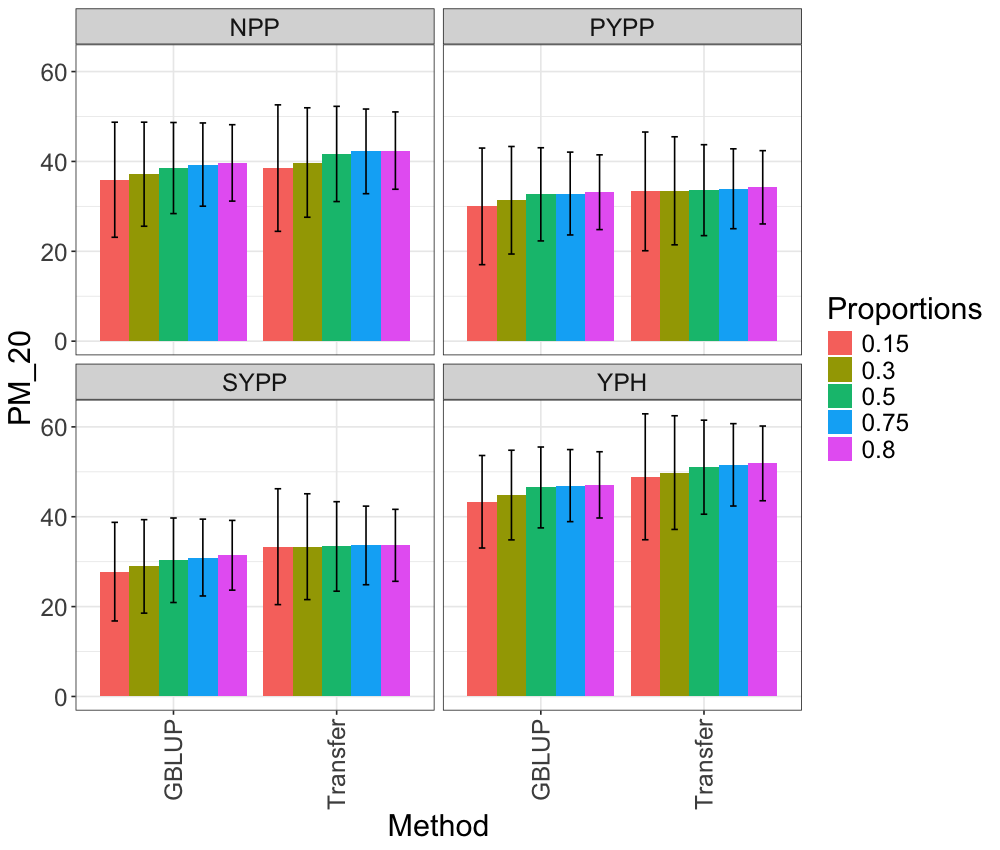 NPP
PYPP
60
40
20
0
SYPP
YPH
60
40
20
0
PM_20
GBLUP
Transfer
GBLUP
Transfer
Method
Proportions
0.15
0.3
0.5
0.75
0.8